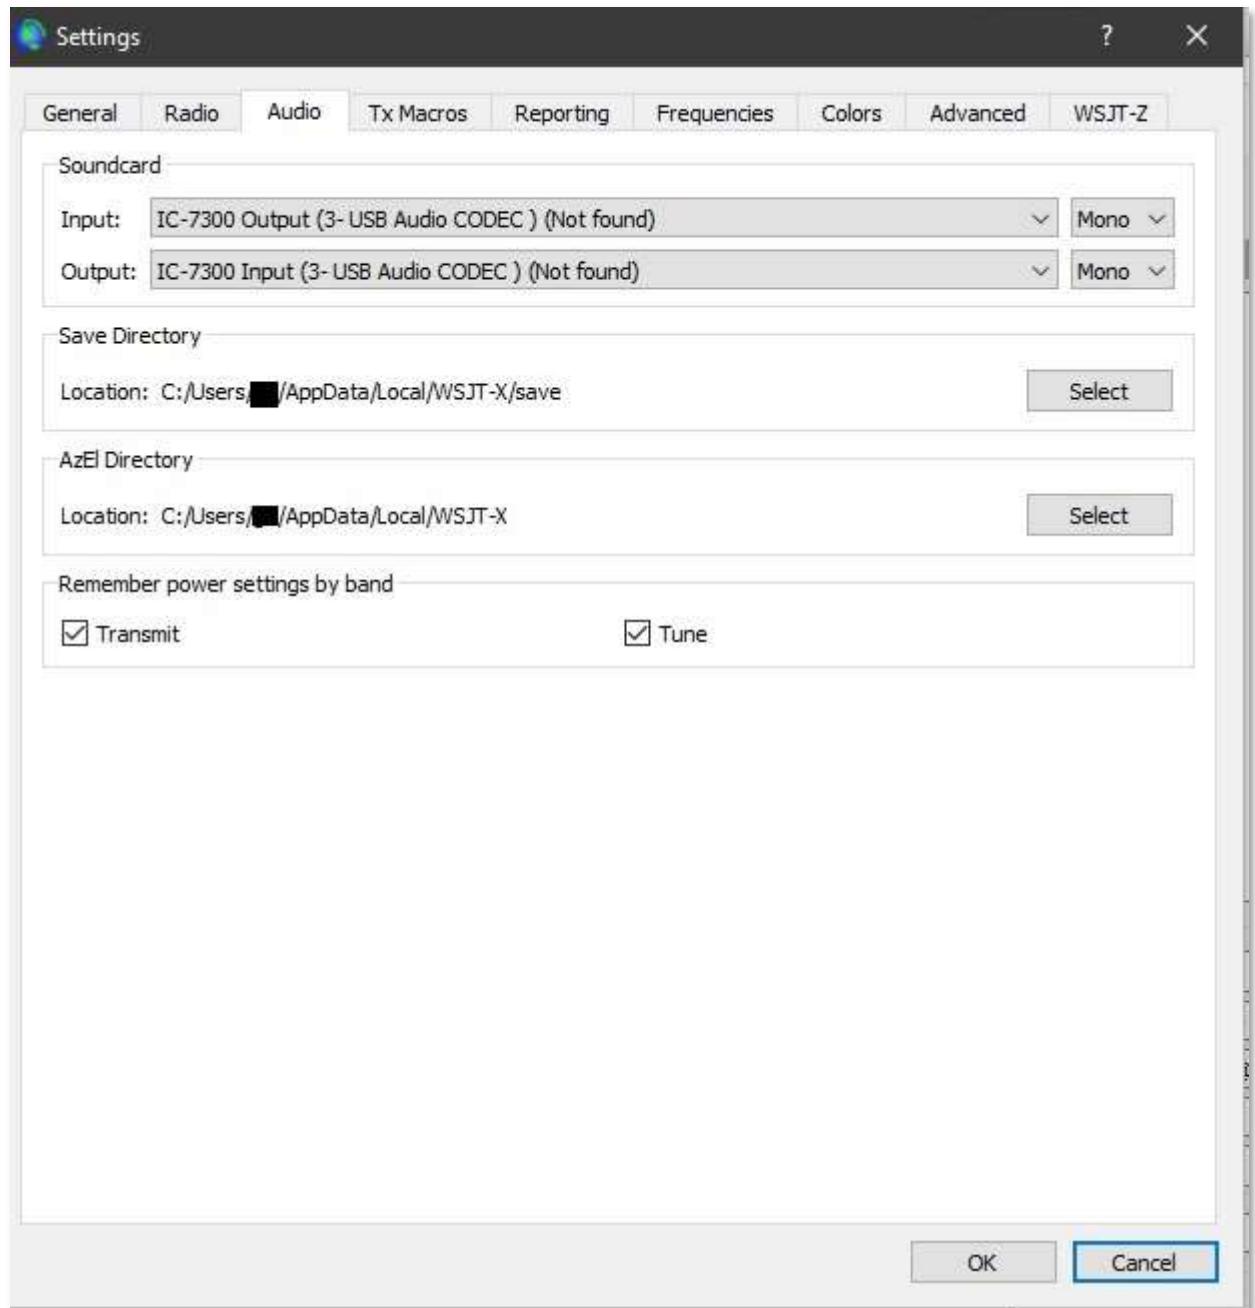 Settings
?
General Radio Audio Tx Macros Reporting Frequencies Colors Advanced WSJT-Z
Soundcard
Input: IC-7300 Output (3- USB Audio CODEC ) (Not found) Mono
Output: IC-7300 Input (3- USB Audio CODEC ) (Not found) Mono
Save Directory
Location: C:/Users/ /AppData/Local/WSJT-X/save Select
AzEl Directory
Location: C:/Users/ /AppData/Local/WSJT-X Select
Remember power settings by band
Transmit Tune
OK Cancel